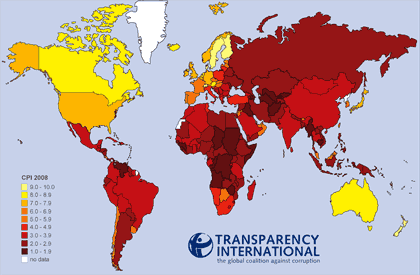 CPI 2008
9.0 - 10.0
8.0 - 8.9
7.0 - 7.9
6.0 - 6.9
5.0 - 5.9
4.0 - 4.9
3.0 - 3.9
2.0 - 2.9
1.0 - 1.9
no data
TRANSPARENCY
INTERNATIONAL
the global coalition against corruption